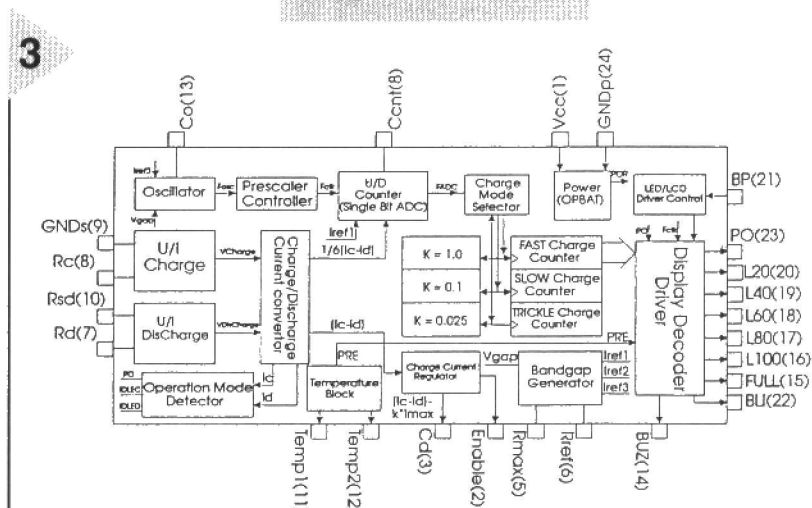 3
Co(13)
Ccnt(8)
Vcc(1)
GNDp(24)
BP(21)
PO(23)
L20(20)
L40(19)
L60(18)
L80(17)
L100(16)
FULL(15)
BU(22)
GNDs(9)
Rc(8)
Rsd(10)
Rd(7)
Iref3
Oscillator
Vgap
Fosc
Prescaler
Controller
Fclk
U/D
Counter
(Single Bit ADC)
FADC
Charge
Mode
Selector
Power
(OPBAT)
POR
LED/LCD
Driver Control
PO
Fclk
U/I
Charge
VCharge
U/I
DisCharge
VDisCharge
Charge/Discharge
Current convertor
Iref1
1/6(Ic-Id)
K = 1.0
K = 0.1
K = 0.025
FAST Charge
Counter
SLOW Charge
Counter
TRICKLE Charge
Counter
Display Decoder
Driver
(Ic-Id)
PRE
PRE
PO
IDLEC
IDLED
Operation Mode
Detector
Ic
Id
Temperature
Block
Charge Current
Regulator
(Ic-Id)-
k*Imax
Vgap
Bandgap
Generator
Iref1
Iref2
Iref3
Temp1(11)
Temp2(12)
Cd(3)
Enable(2)
Rmax(5)
Rref(6)
BUZ(14)